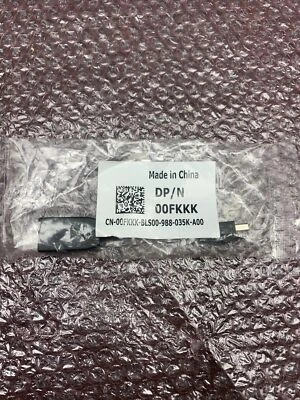 Made in China
DP/N
00FKKK
CN-00FKKK-BLS00-988-035K-A00